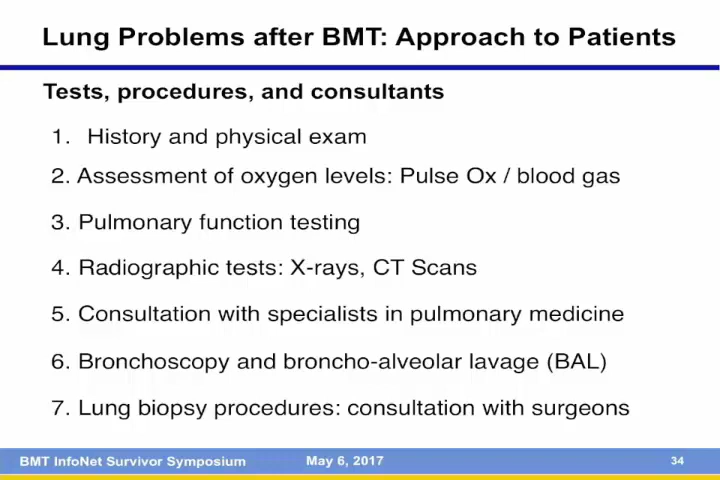 Lung Problems after BMT: Approach to Patients
Tests, procedures, and consultants
1. History and physical exam
2. Assessment of oxygen levels: Pulse Ox / blood gas
3. Pulmonary function testing
4. Radiographic tests: X-rays, CT Scans
5. Consultation with specialists in pulmonary medicine
6. Bronchoscopy and broncho-alveolar lavage (BAL)
7. Lung biopsy procedures: consultation with surgeons
BMT InfoNet Survivor Symposium May 6, 2017 34